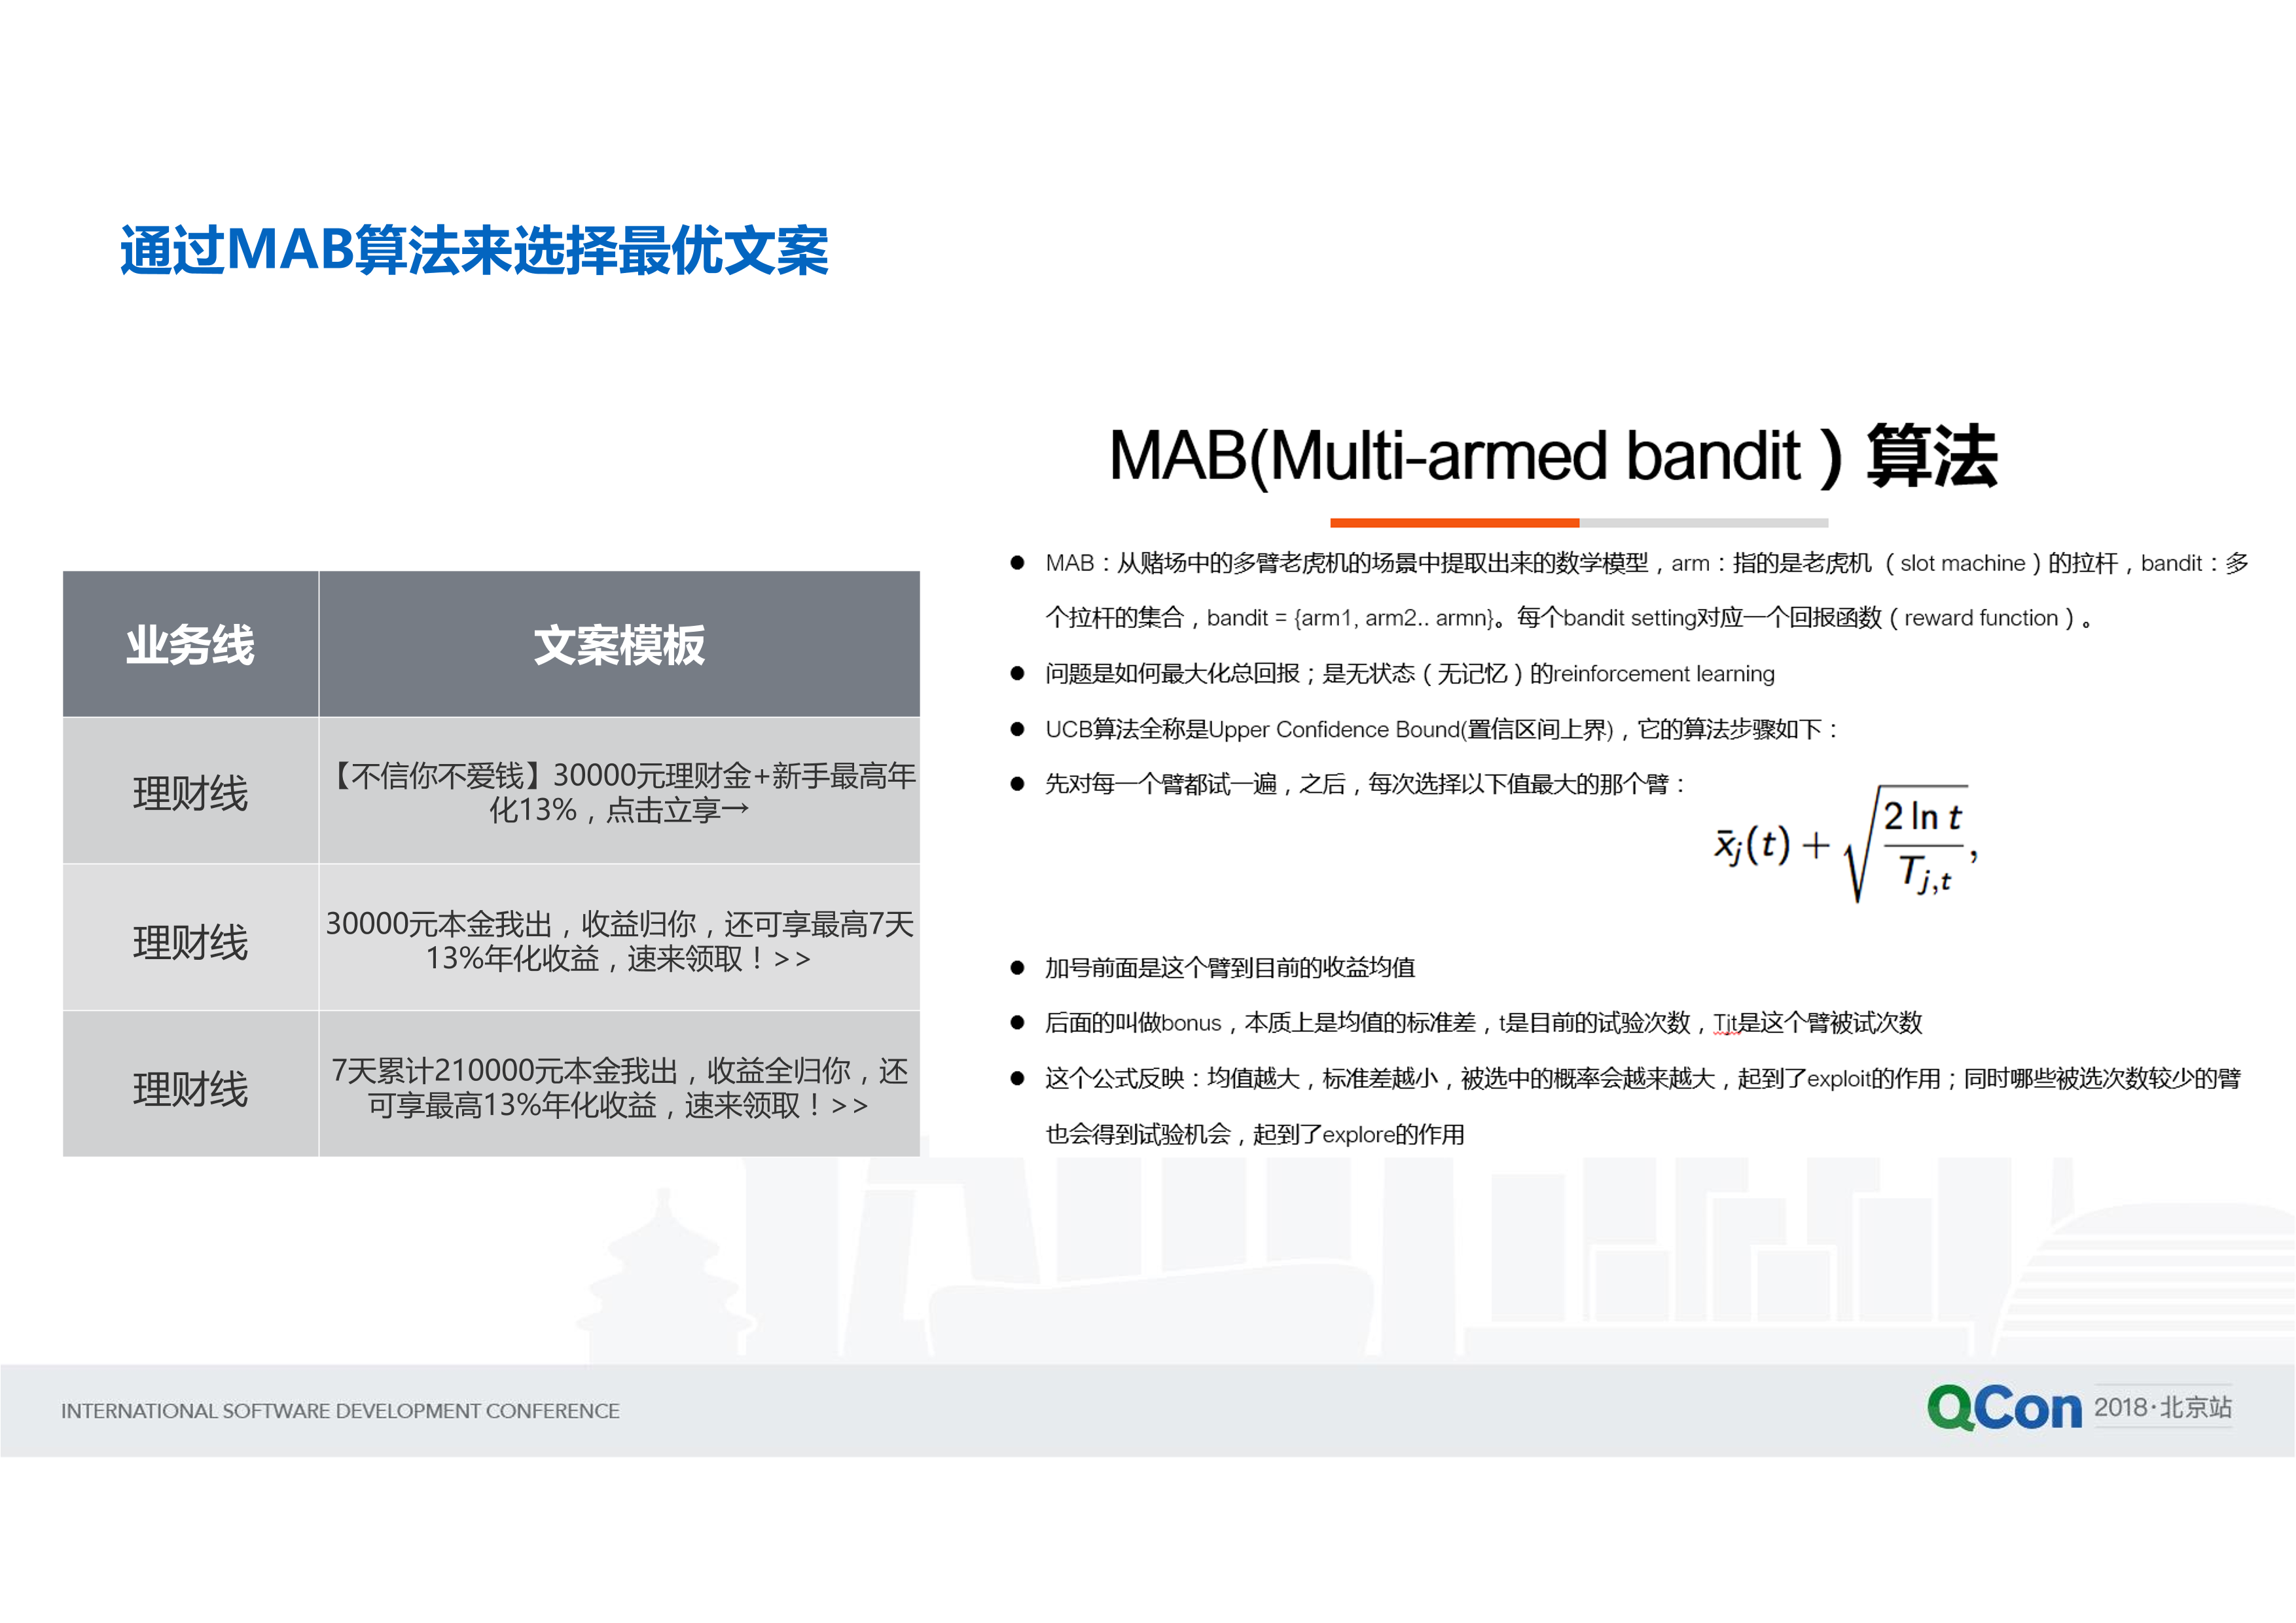 通过MAB算法来选择最优文案
业务线 文案模板
理财线 【不信你不爱钱】30000元理财金+新手最高年
化13%，点击立享→
理财线 30000元本金我出，收益归你，还可享最高7天
13%年化收益，速来领取！>>
理财线 7天累计210000元本金我出，收益全归你，还
可享最高13%年化收益，速来领取！>>
MAB(Multi-armed bandit）算法
● MAB：从赌场中的多臂老虎机的场景中提取出来的数学模型，arm：指的是老虎机 （slot machine）的拉杆，bandit：多
个拉杆的集合，bandit = {arm1, arm2.. armn}。每个bandit setting对应一个回报函数（reward function）。
● 问题是如何最大化总回报；是无状态（无记忆）的reinforcement learning
● UCB算法全称是Upper Confidence Bound(置信区间上界)，它的算法步骤如下：
● 先对每一个臂都试一遍，之后，每次选择以下值最大的那个臂：
x̄j(t) + √(2 ln t / Tj,t),
● 加号前面是这个臂到目前的收益均值
● 后面的叫做bonus，本质上是均值的标准差，t是目前的试验次数，Tjt是这个臂被试次数
● 这个公式反映：均值越大，标准差越小，被选中的概率会越来越大，起到了exploit的作用；同时哪些被选次数较少的臂
也会得到试验机会，起到了explore的作用
INTERNATIONAL SOFTWARE DEVELOPMENT CONFERENCE
QCon 2018·北京站